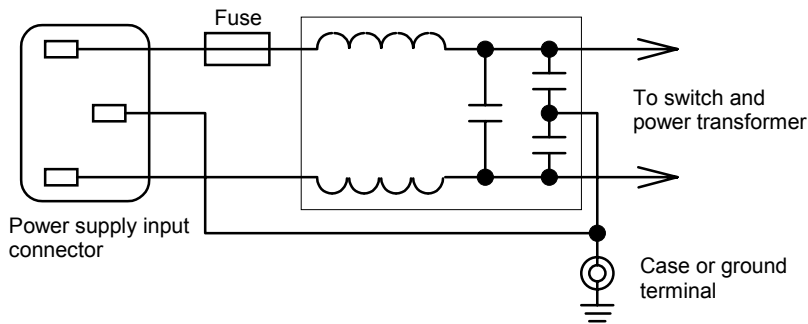 Fuse
To switch and
power transformer
Power supply input
connector
Case or ground
terminal